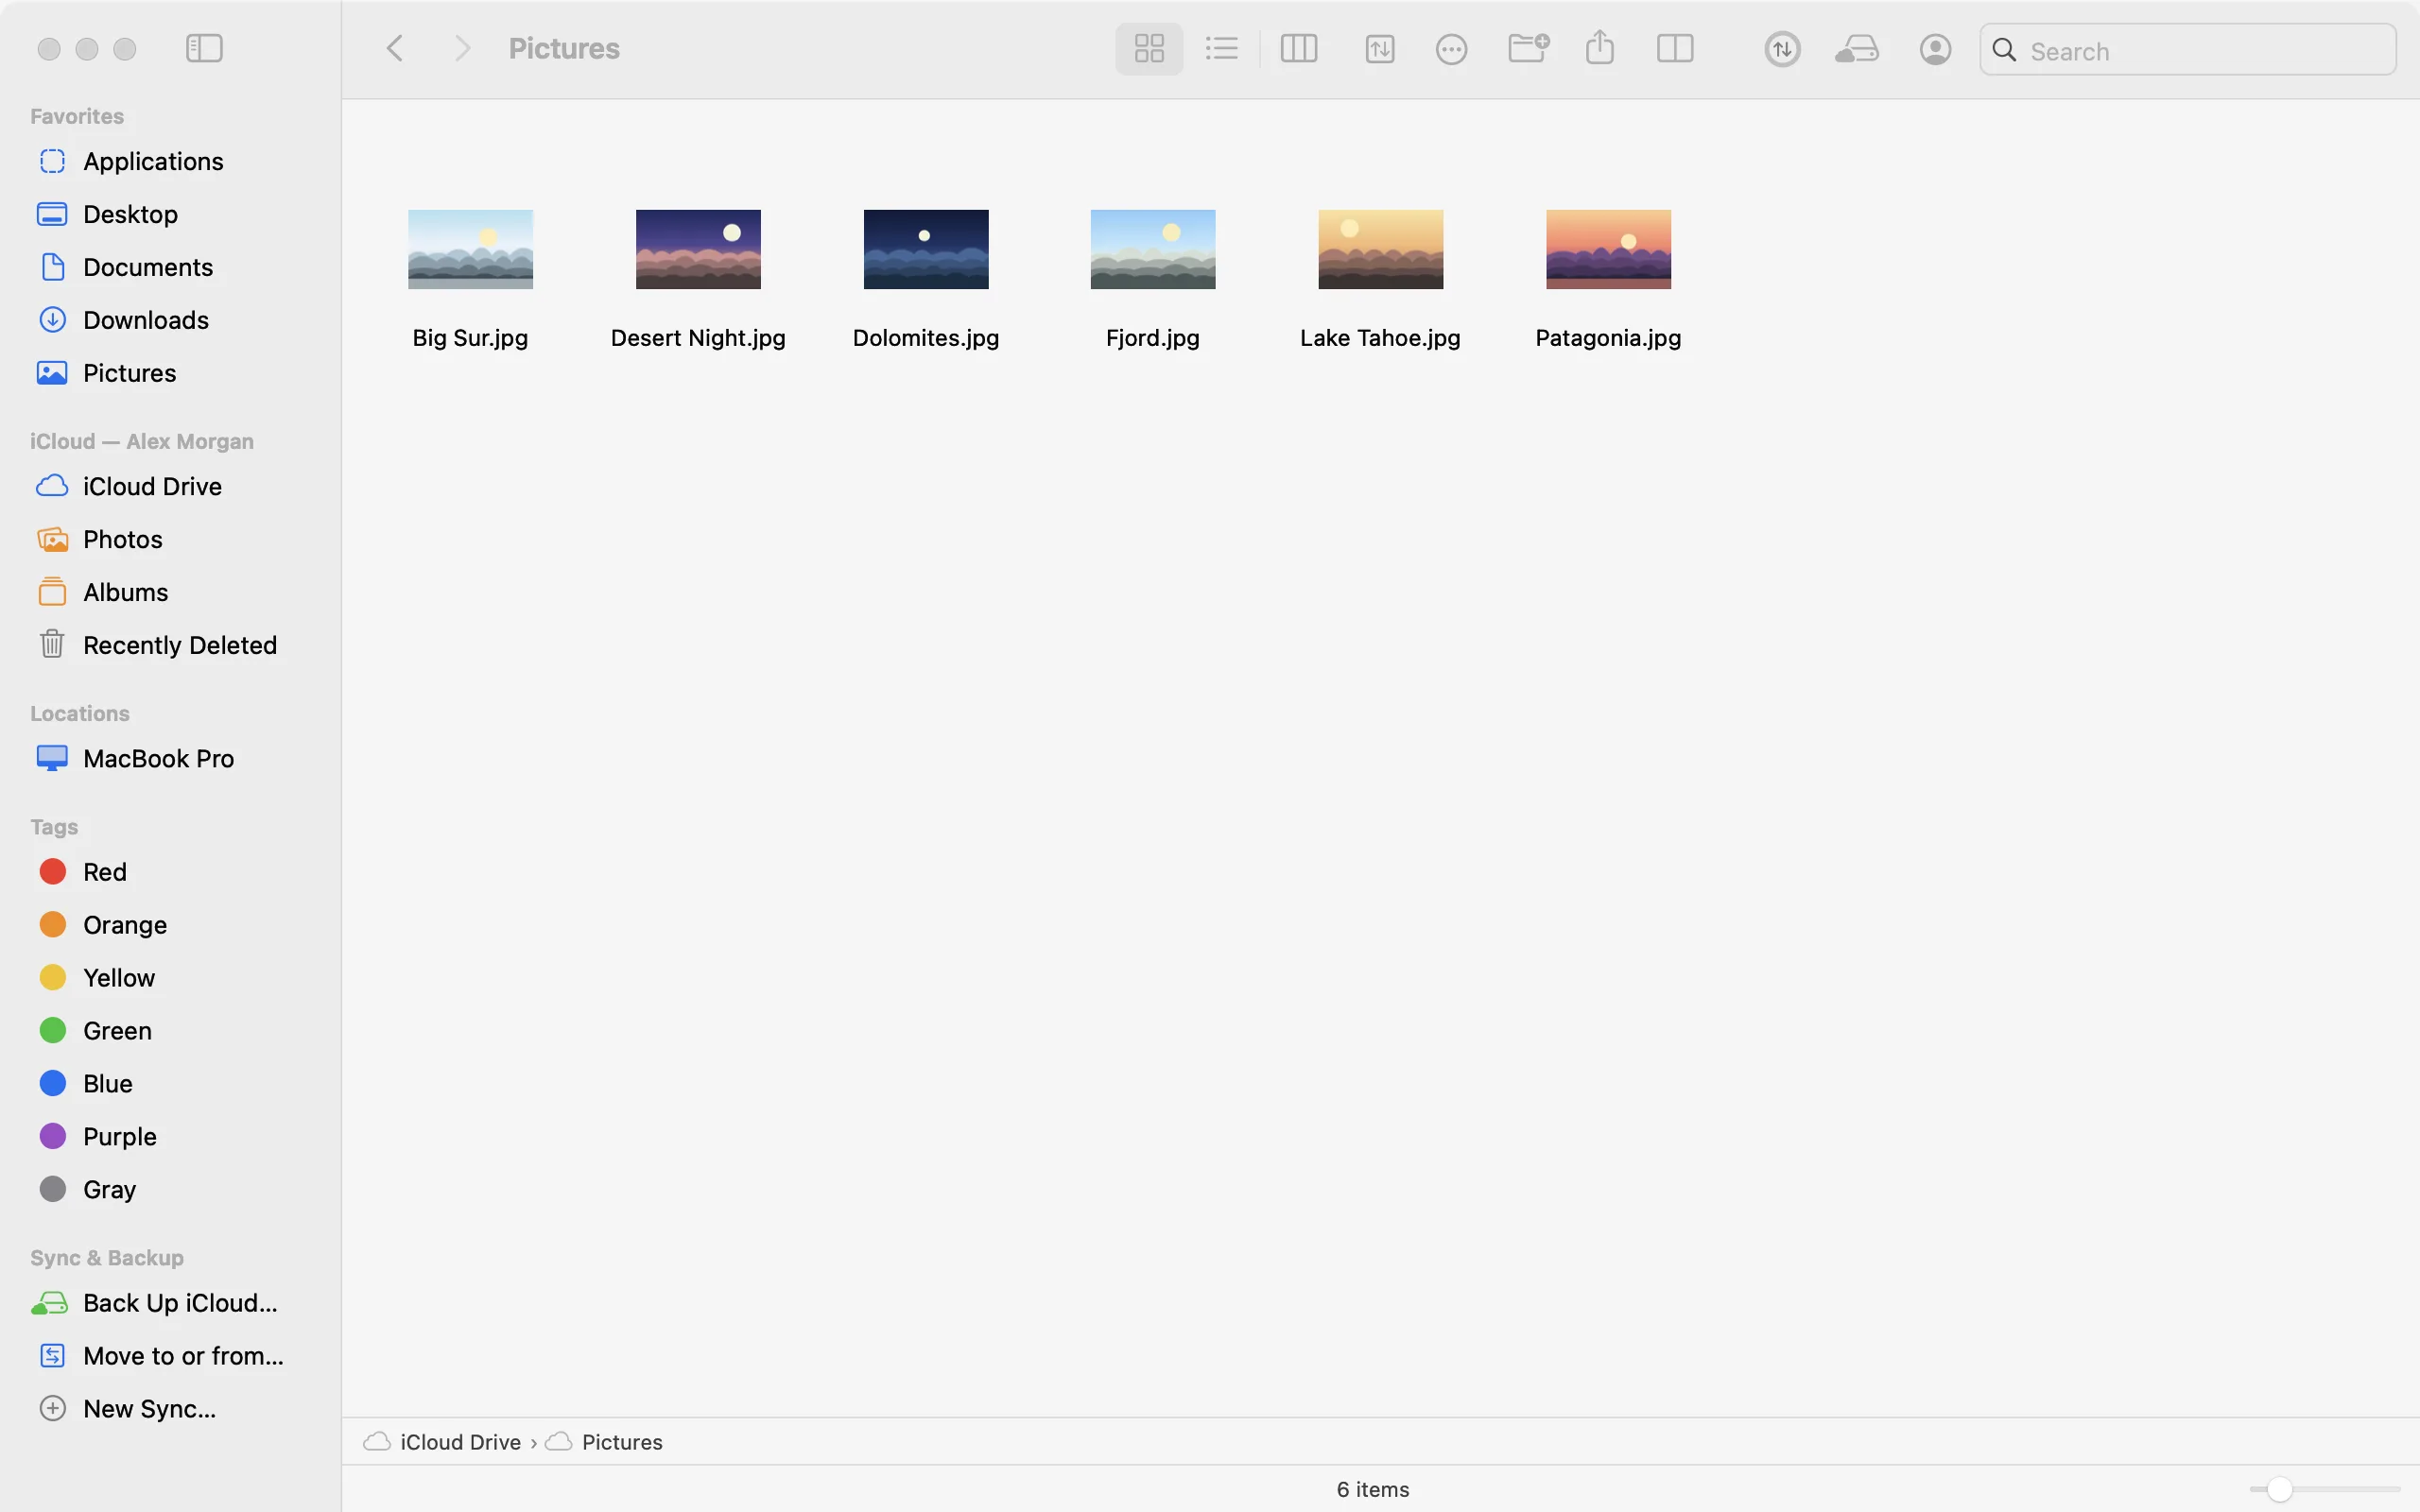 Pictures
Search
Favorites
Applications
Desktop
Documents
Downloads
Pictures
iCloud — Alex Morgan
iCloud Drive
Photos
Albums
Recently Deleted
Locations
MacBook Pro
Tags
Red
Orange
Yellow
Green
Blue
Purple
Gray
Sync & Backup
Back Up iCloud...
Move to or from...
New Sync...
Big Sur.jpg
Desert Night.jpg
Dolomites.jpg
Fjord.jpg
Lake Tahoe.jpg
Patagonia.jpg
iCloud Drive › Pictures
6 items